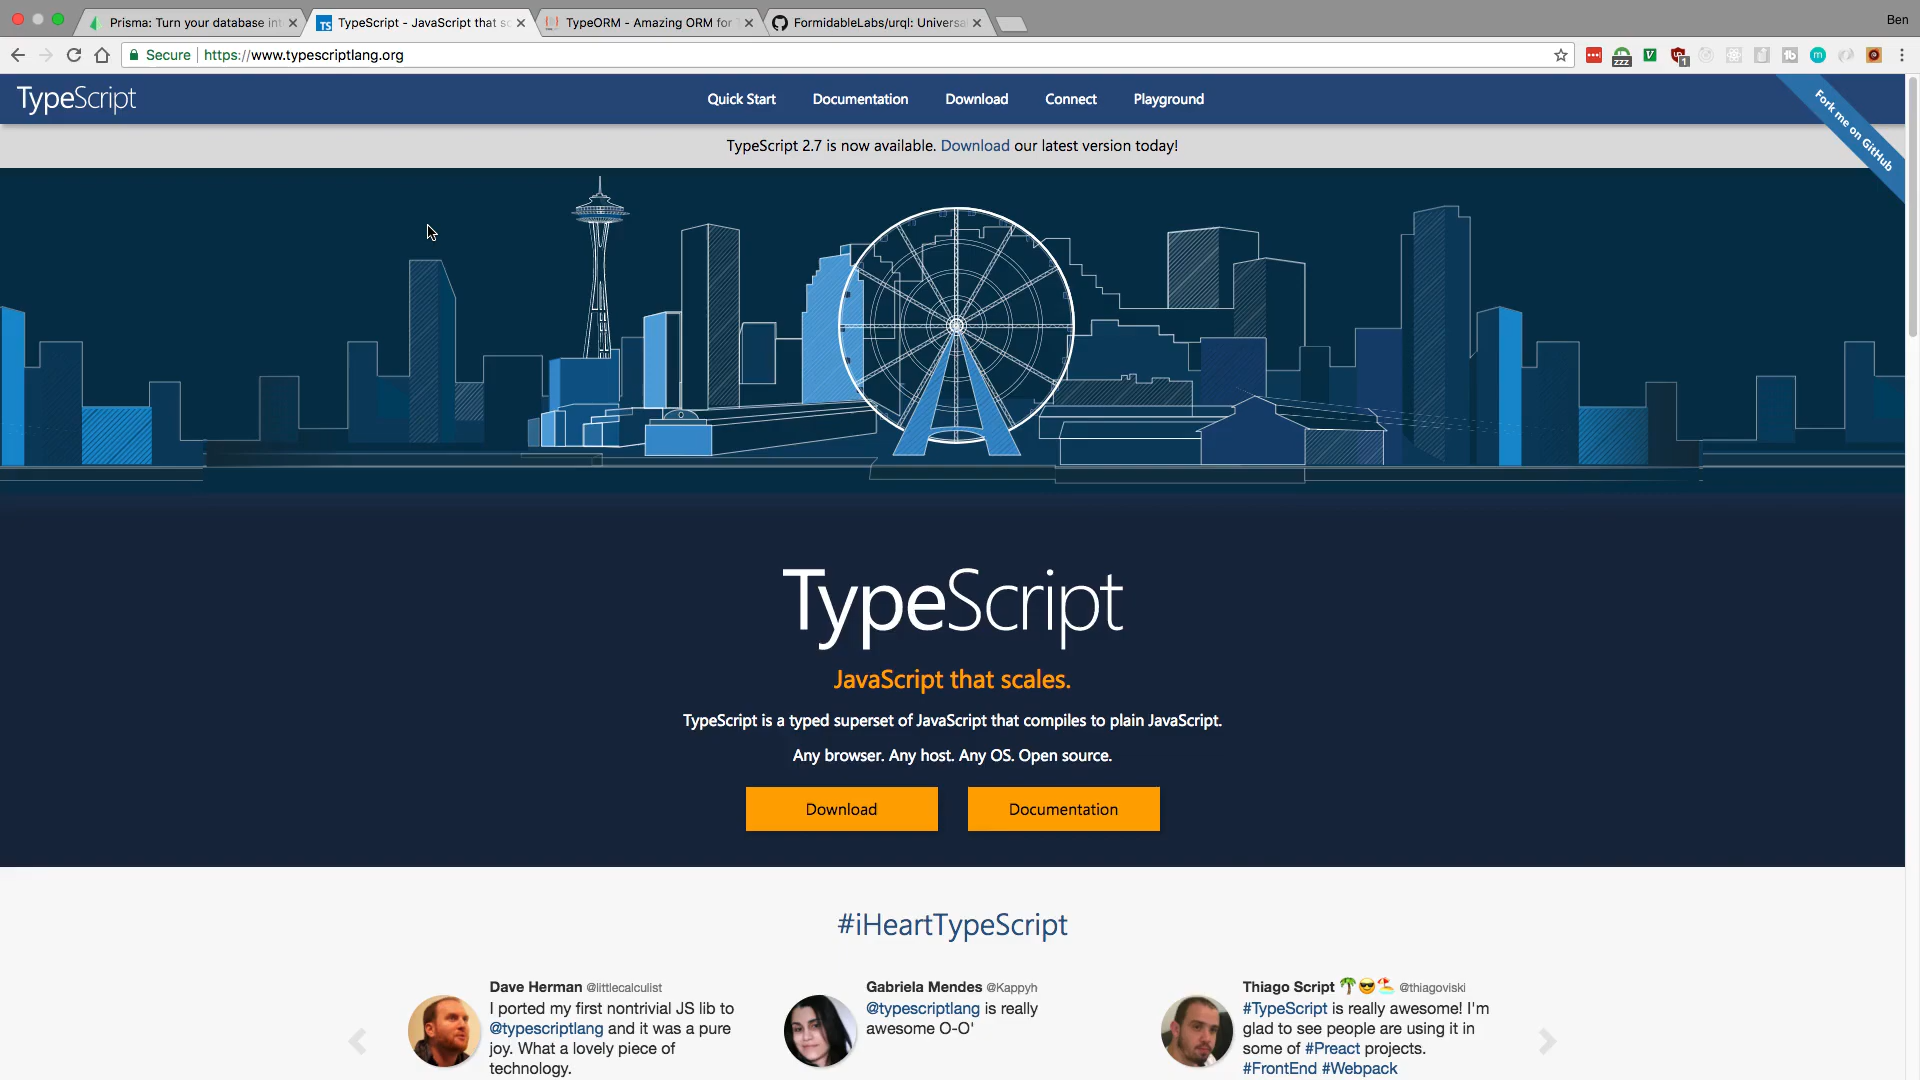 Prisma: Turn your database int
TypeScript - JavaScript that sc
TypeORM - Amazing ORM for T
FormidableLabs/urql: Universa
Ben
Secure
https://www.typescriptlang.org
zzz
1
TypeScript
Quick Start
Documentation
Download
Connect
Playground
Fork me on GitHub
TypeScript 2.7 is now available. Download our latest version today!
TypeScript
JavaScript that scales.
TypeScript is a typed superset of JavaScript that compiles to plain JavaScript.
Any browser. Any host. Any OS. Open source.
Download
Documentation
#iHeartTypeScript
Dave Herman @littlecalculist
I ported my first nontrivial JS lib to
@typescriptlang and it was a pure
joy. What a lovely piece of
technology.
Gabriela Mendes @Kappyh
@typescriptlang is really
awesome O-O'
Thiago Script 🌴😎🏖 @thiagoviski
#TypeScript is really awesome! I'm
glad to see people are using it in
some of #Preact projects.
#FrontEnd #Webpack